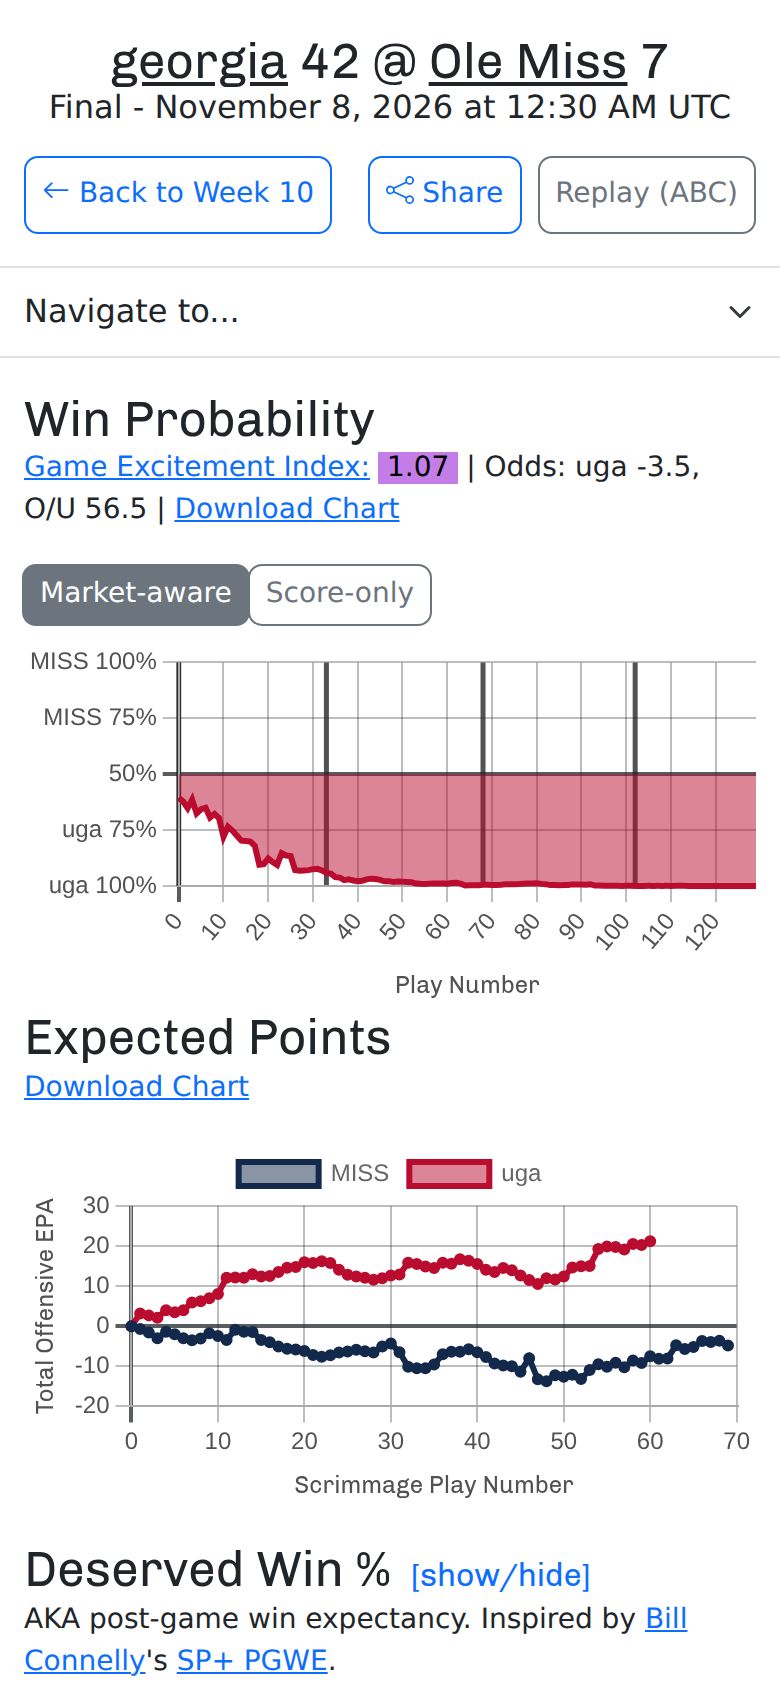 georgia 42 @ Ole Miss 7
Final - November 8, 2026 at 12:30 AM UTC
← Back to Week 10
Share
Replay (ABC)
Navigate to...
Win Probability
Game Excitement Index: 1.07 | Odds: uga -3.5,
O/U 56.5 | Download Chart
Market-aware
Score-only
MISS 100%
MISS 75%
50%
uga 75%
uga 100%
0 10 20 30 40 50 60 70 80 90 100 110 120
Play Number
Expected Points
Download Chart
MISS uga
Total Offensive EPA
30
20
10
0
-10
-20
0 10 20 30 40 50 60 70
Scrimmage Play Number
Deserved Win % [show/hide]
AKA post-game win expectancy. Inspired by Bill
Connelly's SP+ PGWE.